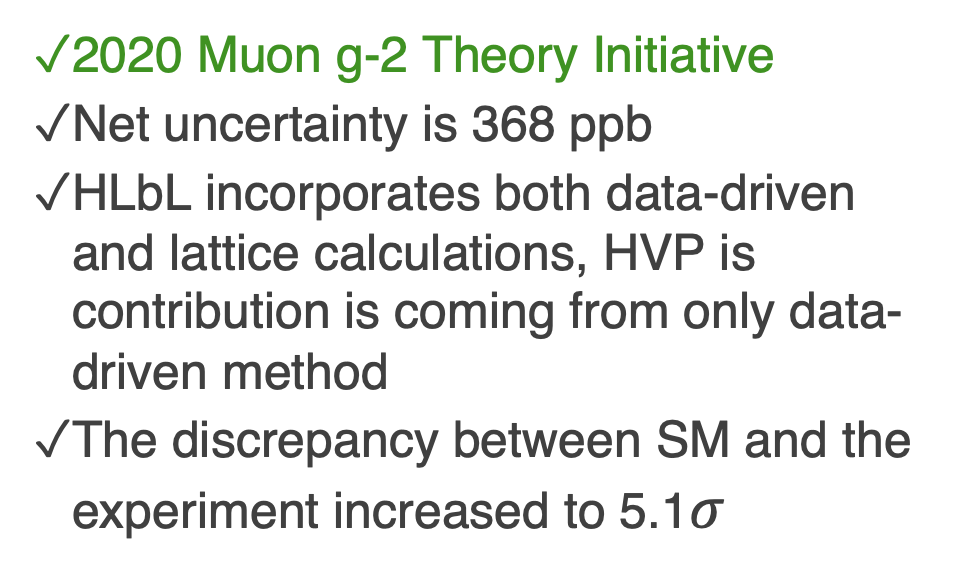 ✓2020 Muon g-2 Theory Initiative
✓Net uncertainty is 368 ppb
✓HLbL incorporates both data-driven
and lattice calculations, HVP is
contribution is coming from only data-
driven method
✓The discrepancy between SM and the
experiment increased to 5.1σ